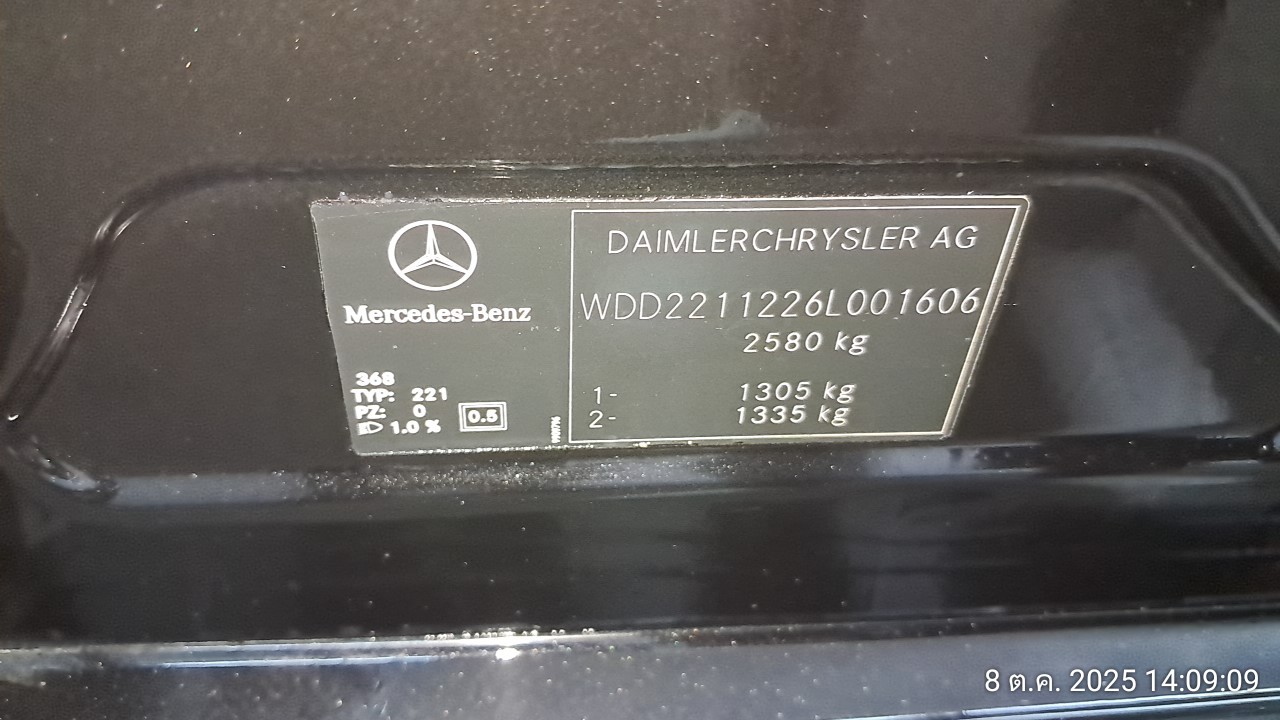 Mercedes-Benz
368
TYP: 221
PZ: 0
1.0 %
0.5
DAIMLERCHRYSLER AG
WDD2211226L001606
2580 kg
1- 1305 kg
2- 1335 kg
8 ต.ค. 2025 14:09:09